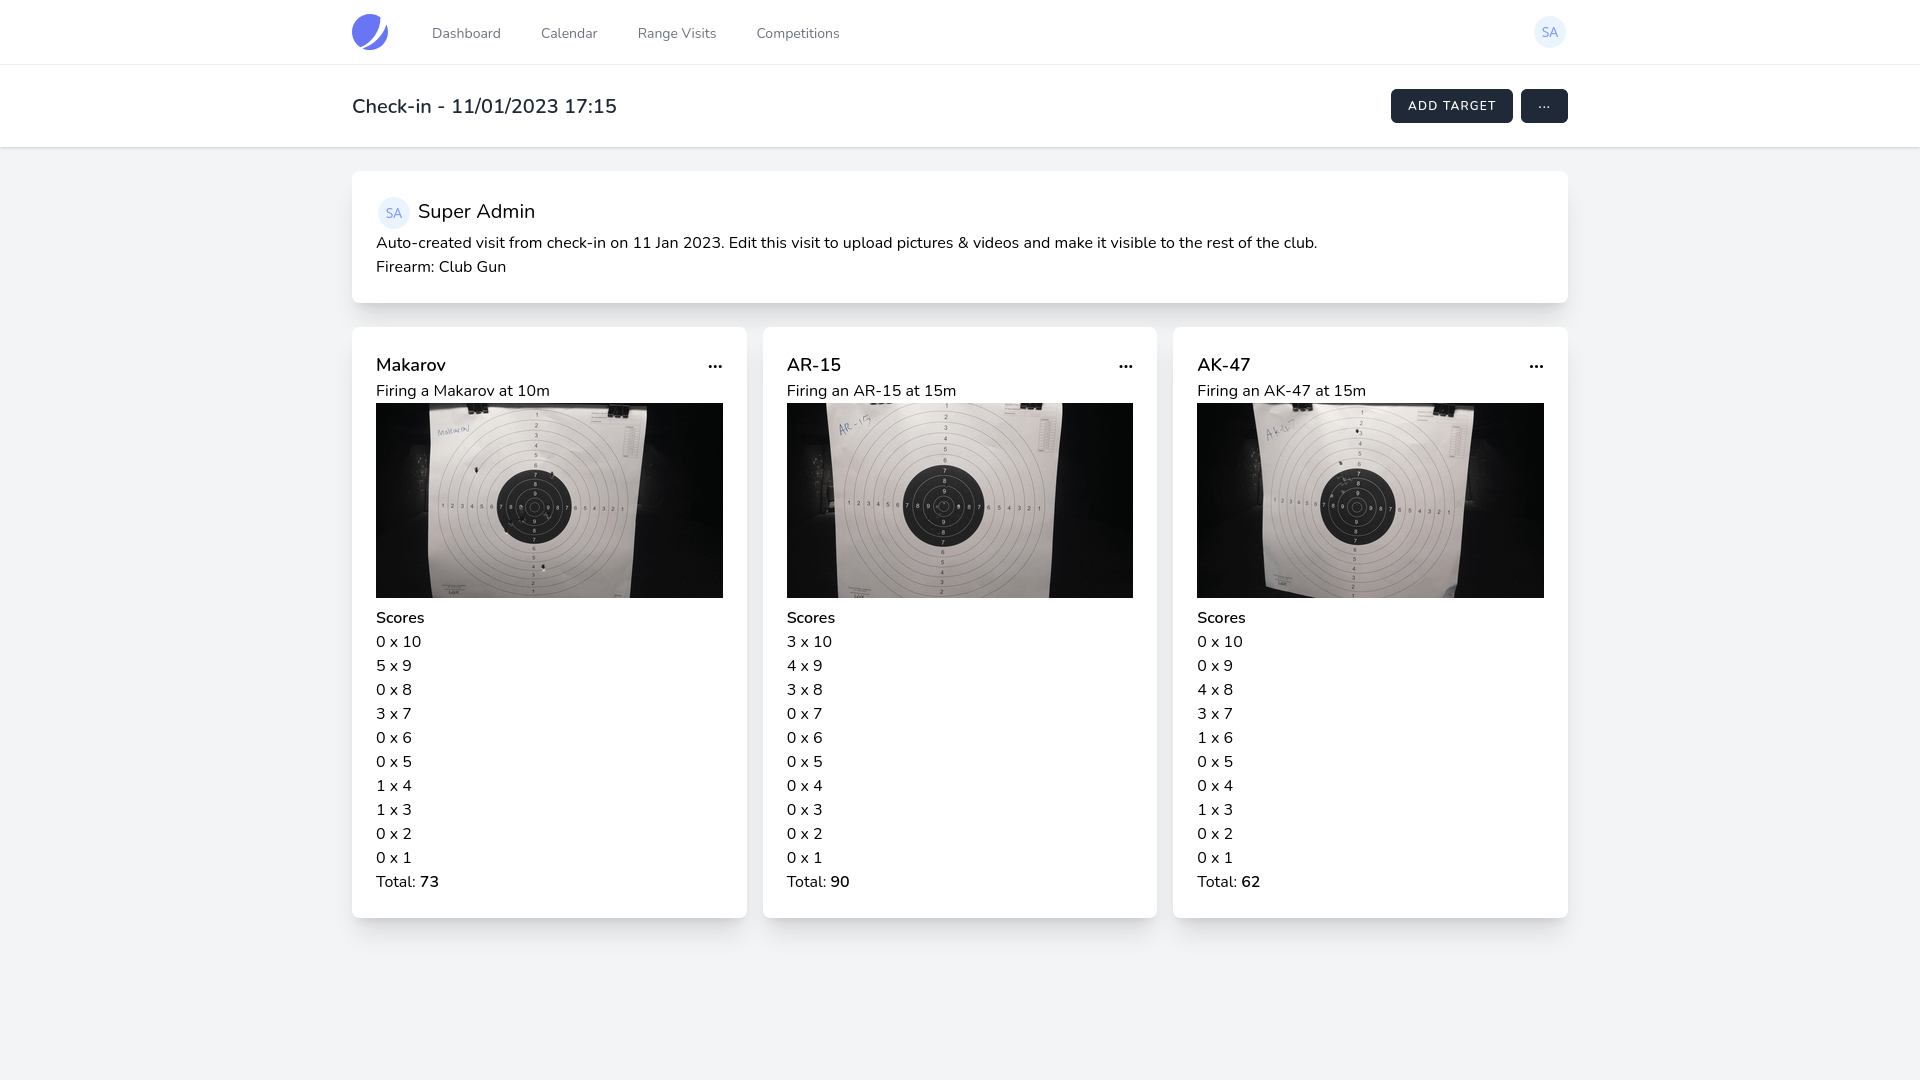 Dashboard
Calendar
Range Visits
Competitions
SA
Check-in - 11/01/2023 17:15
ADD TARGET
...
SA
Super Admin
Auto-created visit from check-in on 11 Jan 2023. Edit this visit to upload pictures & videos and make it visible to the rest of the club.
Firearm: Club Gun
Makarov
...
Firing a Makarov at 10m
Makarov
Scores
0 x 10
5 x 9
0 x 8
3 x 7
0 x 6
0 x 5
1 x 4
1 x 3
0 x 2
0 x 1
Total: 73
AR-15
...
Firing an AR-15 at 15m
AR-15
Scores
3 x 10
4 x 9
3 x 8
0 x 7
0 x 6
0 x 5
0 x 4
0 x 3
0 x 2
0 x 1
Total: 90
AK-47
...
Firing an AK-47 at 15m
AK-47
Scores
0 x 10
0 x 9
4 x 8
3 x 7
1 x 6
0 x 5
0 x 4
1 x 3
0 x 2
0 x 1
Total: 62